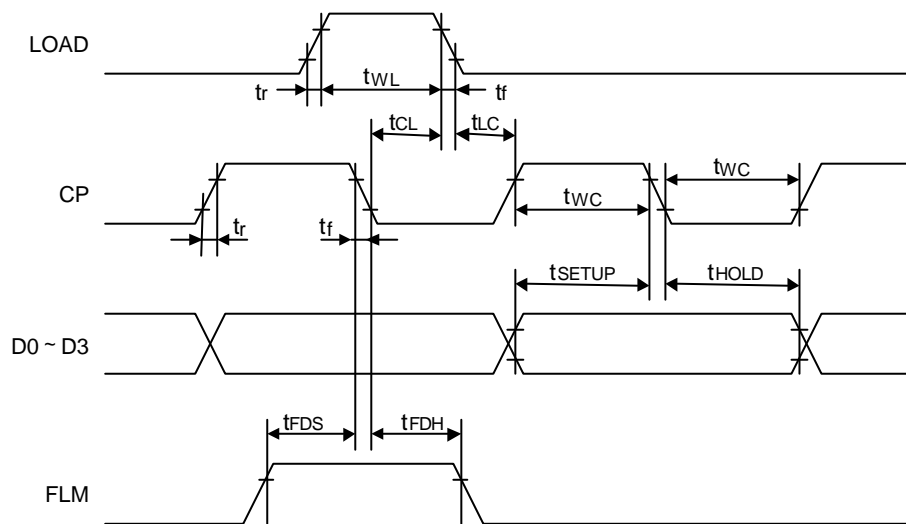 LOAD
tr
tWL
tf
tCL
tLC
CP
tWC
tWC
tr
tf
tSETUP
tHOLD
D0 ~ D3
tFDS
tFDH
FLM